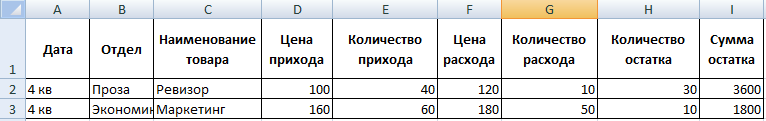 A B C D E F G H I
1 Дата Отдел Наименование товара Цена прихода Количество прихода Цена расхода Количество расхода Количество остатка Сумма остатка
2 4 кв Проза Ревизор 100 40 120 10 30 3600
3 4 кв Экономик Маркетинг 160 60 180 50 10 1800